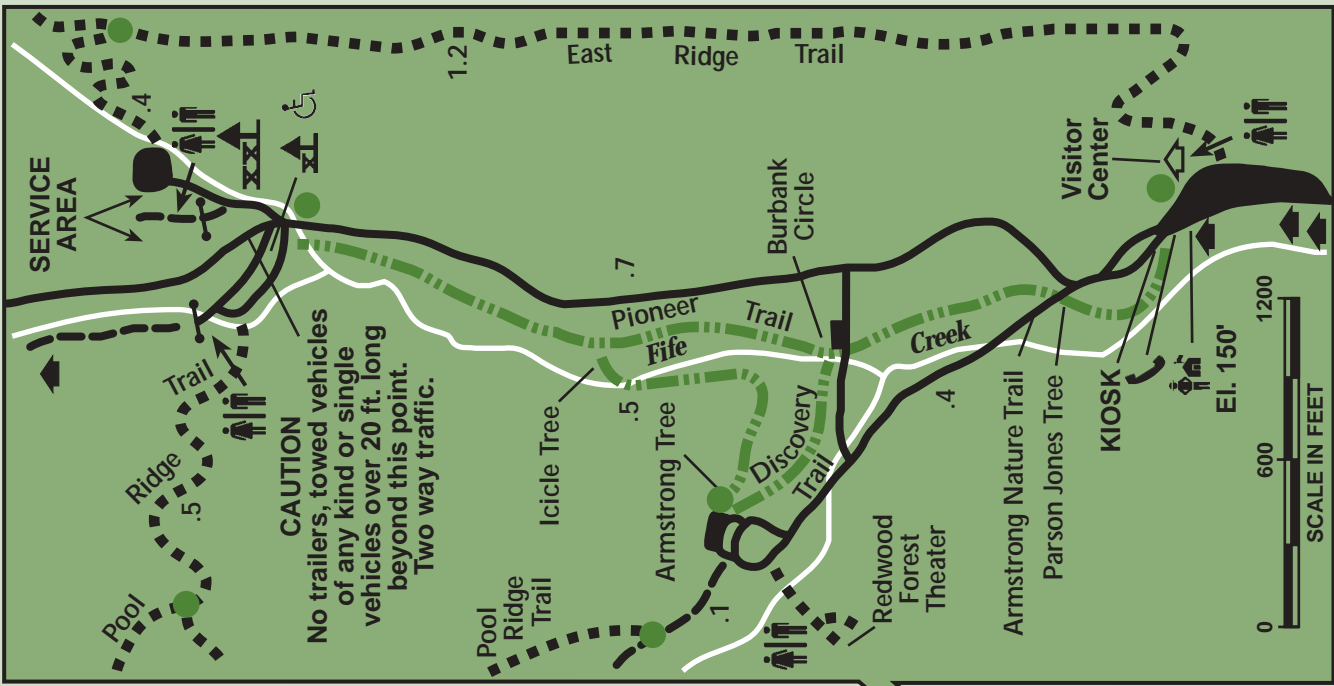 East Ridge Trail
1.2
.4
SERVICE
AREA
Visitor
Center
Burbank
Circle
.7
Pioneer Trail
Fife Creek
Trail
Ridge
.5
Pool
CAUTION
No trailers, towed vehicles
of any kind or single
vehicles over 20 ft. long
beyond this point.
Two way traffic.
Icicle Tree
.5
Armstrong Tree
Discovery
Trail
.4
Armstrong Nature Trail
Parson Jones Tree
KIOSK
El. 150'
Pool
Ridge
Trail
.1
Redwood
Forest
Theater
0 600 1200
SCALE IN FEET